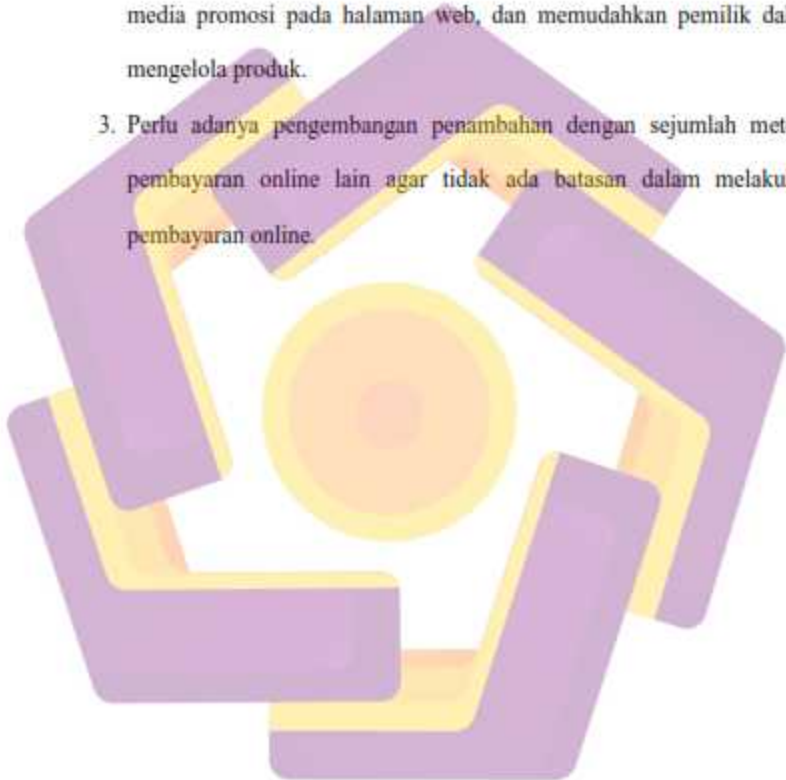 media promosi pada halaman web, dan memudahkan pemilik dal
mengelola produk.
3. Perlu adanya pengembangan penambahan dengan sejumlah met
pembayaran online lain agar tidak ada batasan dalam melaku
pembayaran online.